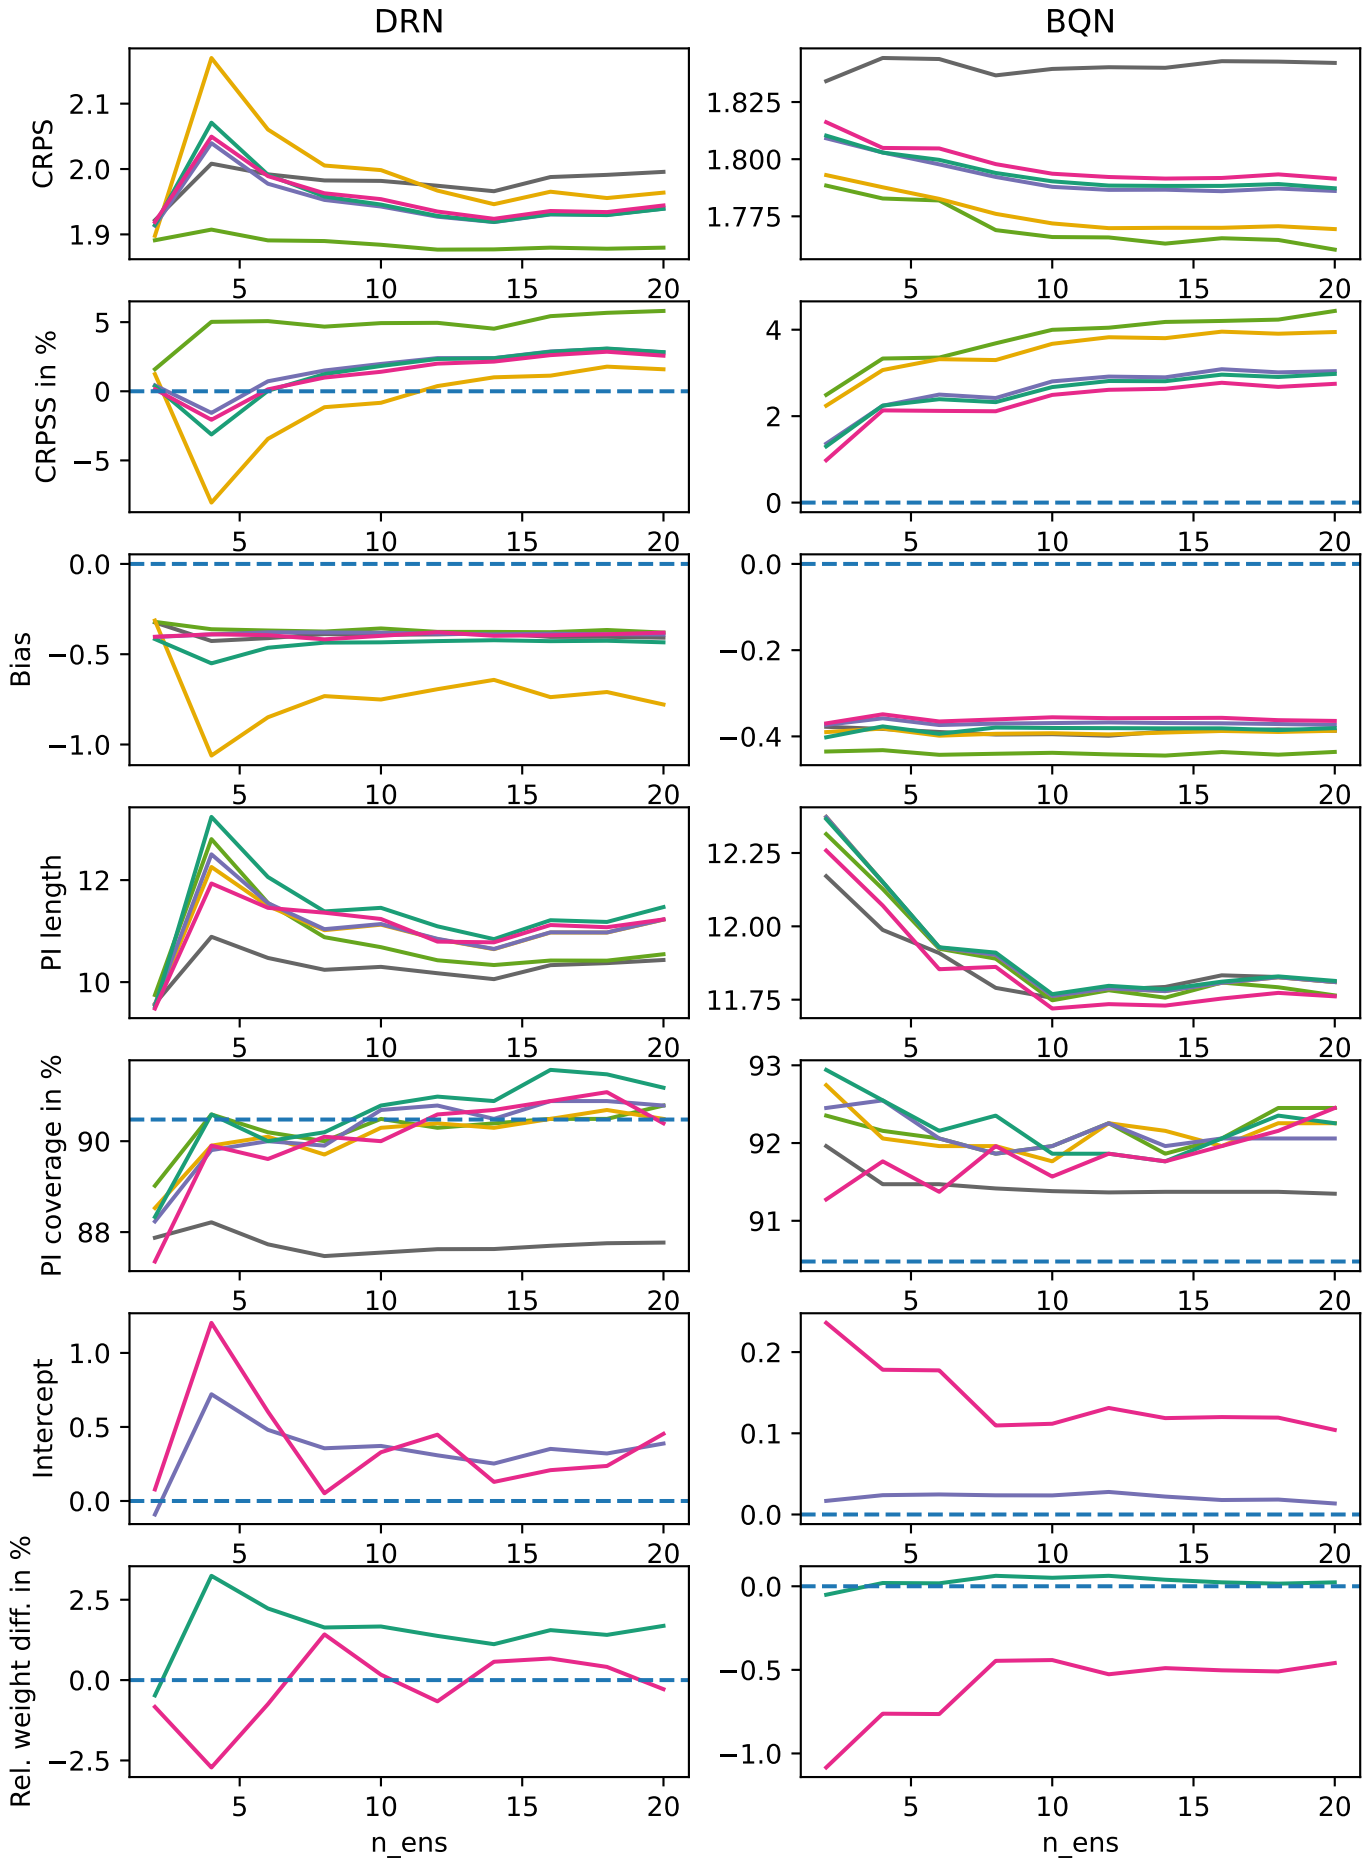 DRN BQN
CRPS
2.1
2.0
1.9
5 10 15 20
1.825
1.800
1.775
5 10 15 20
CRPSS in %
5
0
−5
5 10 15 20
4
2
0
5 10 15 20
Bias
0.0
−0.5
−1.0
5 10 15 20
0.0
−0.2
−0.4
5 10 15 20
PI length
12
10
5 10 15 20
12.25
12.00
11.75
5 10 15 20
PI coverage in %
90
88
5 10 15 20
93
92
91
5 10 15 20
Intercept
1.0
0.5
0.0
5 10 15 20
0.2
0.1
0.0
5 10 15 20
Rel. weight diff. in %
2.5
0.0
−2.5
5 10 15 20
n_ens
0.0
−0.5
−1.0
5 10 15 20
n_ens